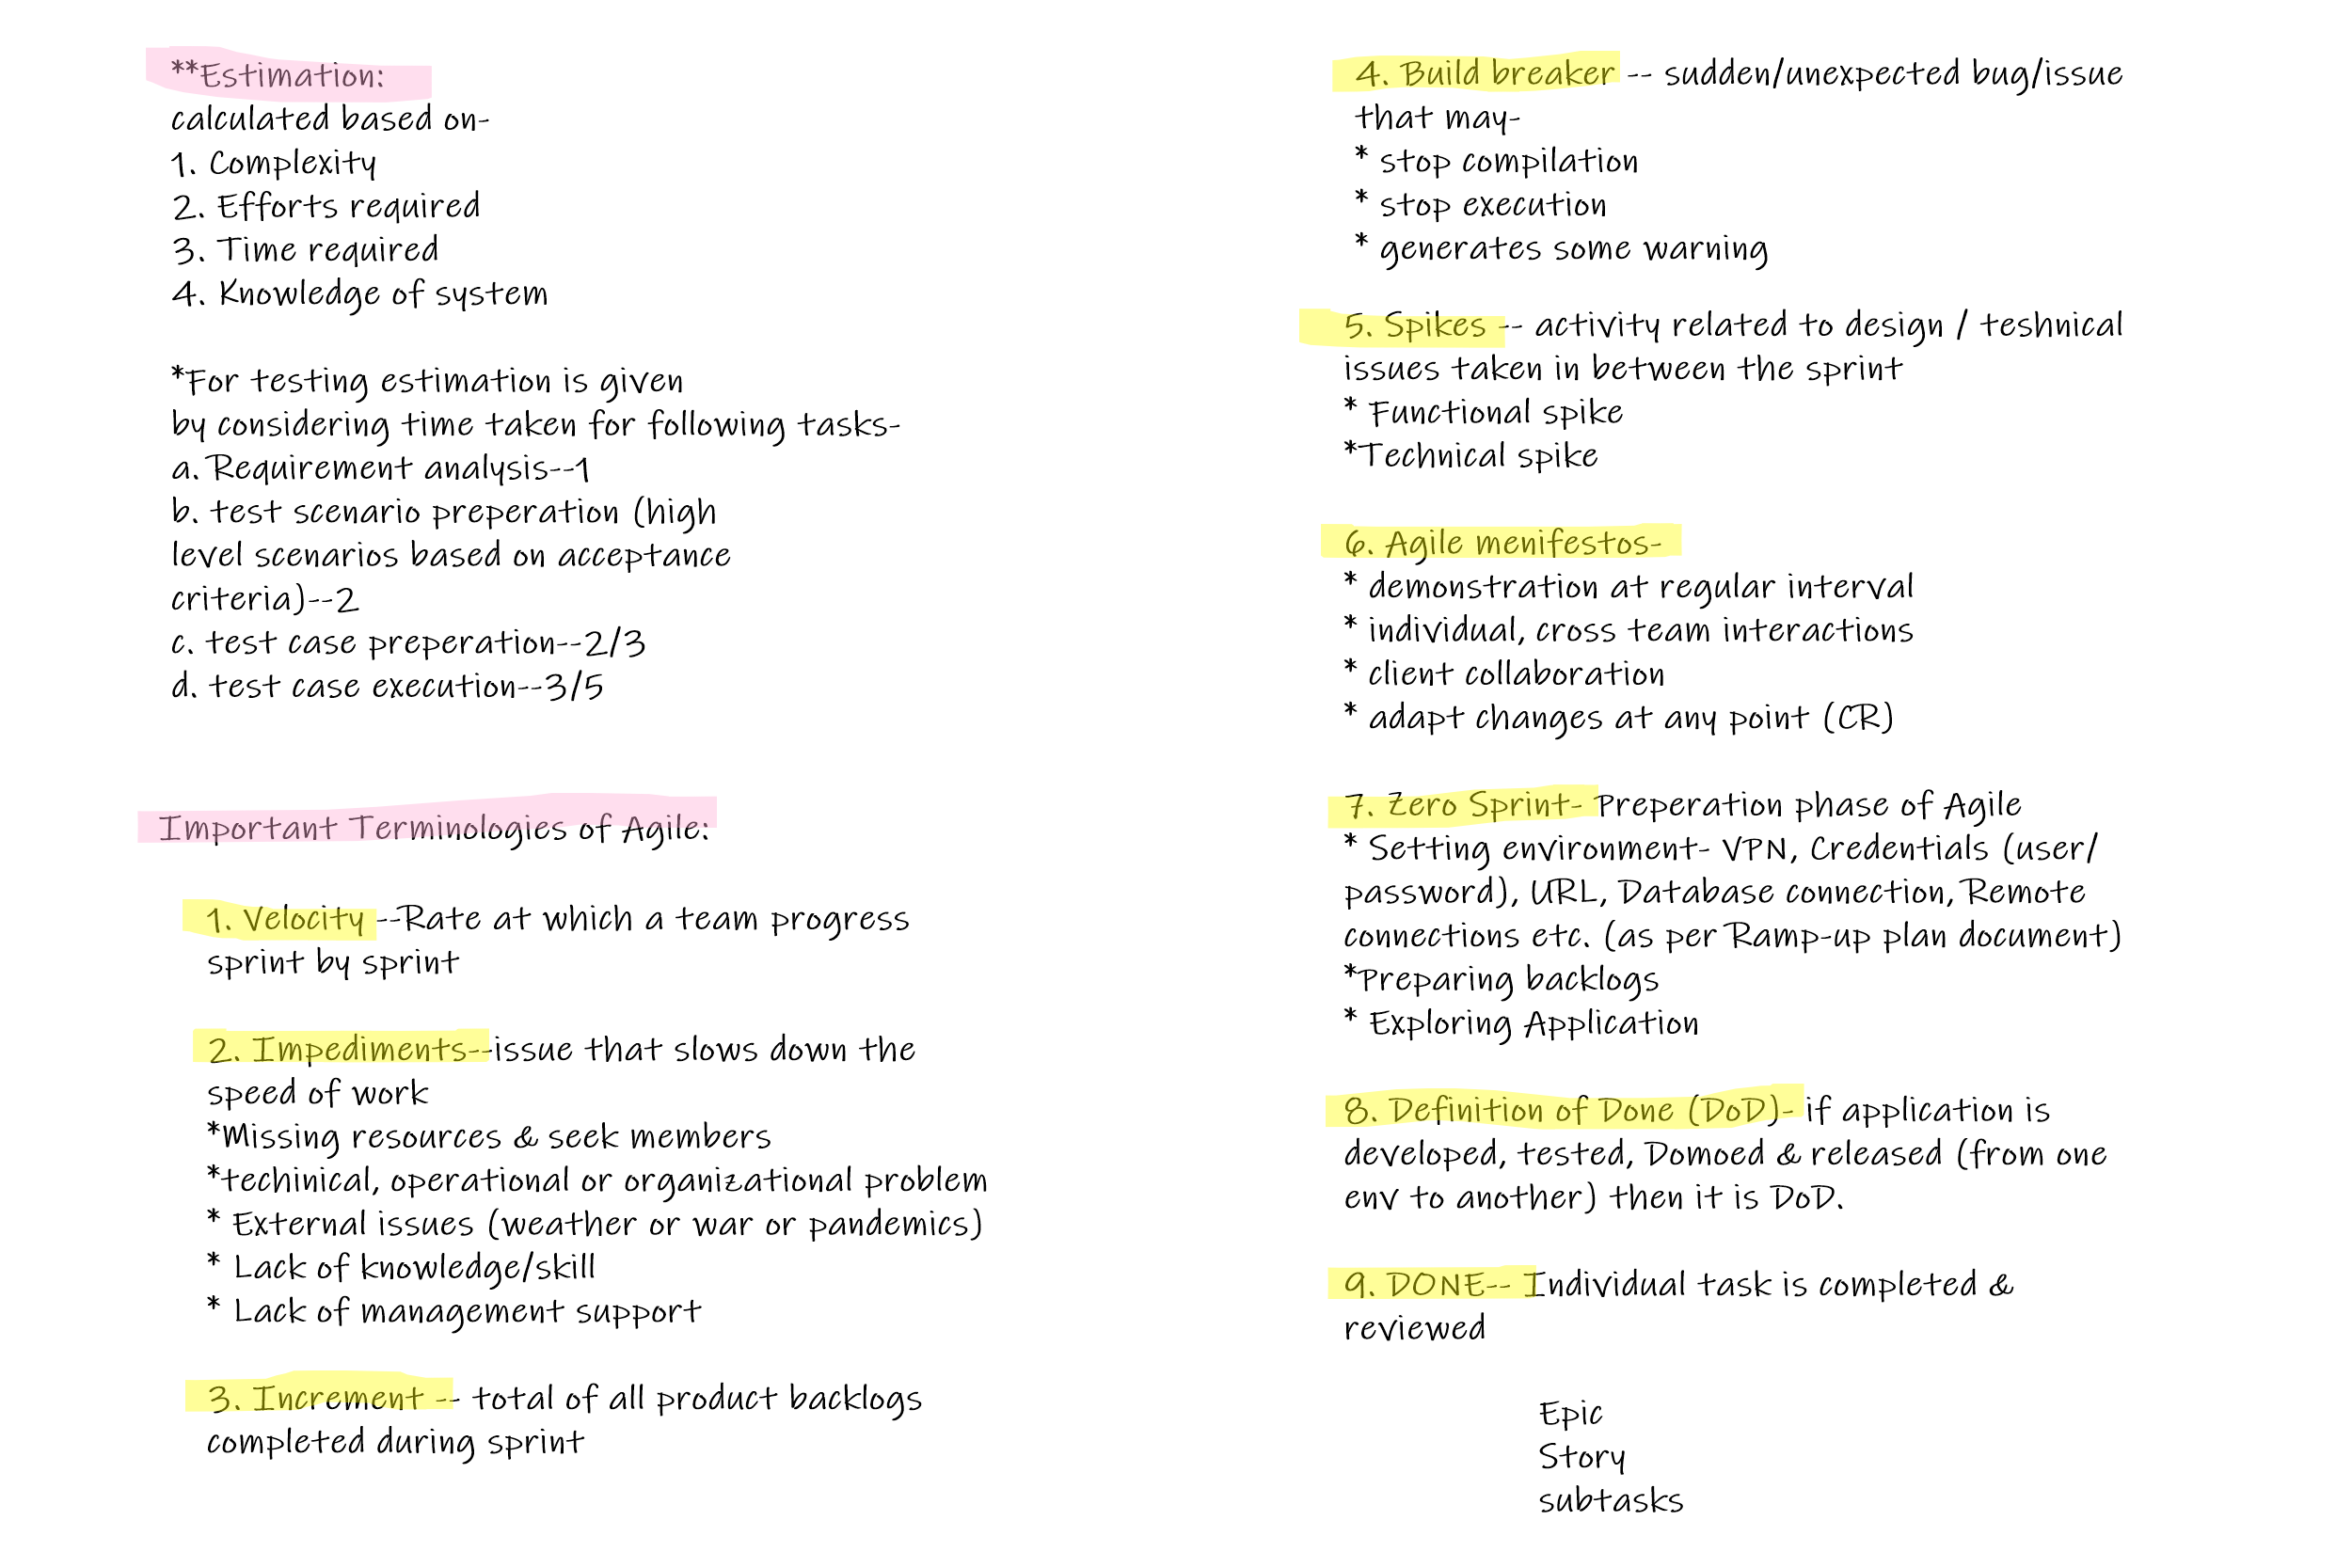 **Estimation:
calculated based on-
1. Complexity
2. Efforts required
3. Time required
4. Knowledge of system
*For testing estimation is given
by considering time taken for following tasks-
a. Requirement analysis--1
b. test scenario preperation (high
level scenarios based on acceptance
criteria)--2
c. test case preperation--2/3
d. test case execution--3/5
Important Terminologies of Agile:
1. Velocity --Rate at which a team progress
sprint by sprint
2. Impediments--issue that slows down the
speed of work
*Missing resources & seek members
*techinical, operational or organizational problem
* External issues (weather or war or pandemics)
* Lack of knowledge/skill
* Lack of management support
3. Increment -- total of all product backlogs
completed during sprint
4. Build breaker -- sudden/unexpected bug/issue
that may-
* stop compilation
* stop execution
* generates some warning
5. Spikes -- activity related to design / teshnical
issues taken in between the sprint
* Functional spike
*Technical spike
6. Agile menifestos-
* demonstration at regular interval
* individual, cross team interactions
* client collaboration
* adapt changes at any point (CR)
7. Zero Sprint- Preperation phase of Agile
* Setting environment- VPN, Credentials (user/
password), URL, Database connection, Remote
connections etc. (as per Ramp-up plan document)
*Preparing backlogs
* Exploring Application
8. Definition of Done (DoD)- if application is
developed, tested, Domoed & released (from one
env to another) then it is DoD.
9. DONE-- Individual task is completed &
reviewed
Epic
Story
subtasks